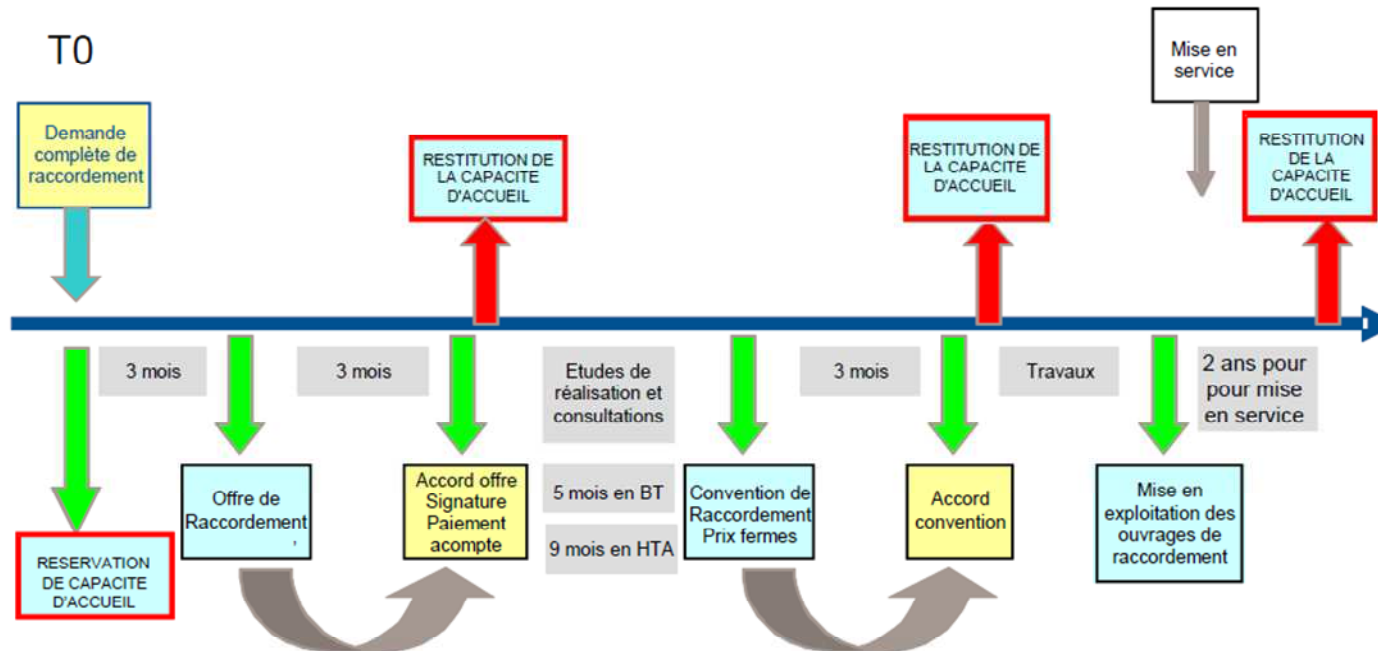 T0
Mise en
service
Demande
complète de
raccordement
RESTITUTION DE
LA CAPACITE
D'ACCUEIL
RESTITUTION DE
LA CAPACITE
D'ACCUEIL
RESTITUTION
DE LA
CAPACITE
D'ACCUEIL
3 mois
3 mois
Etudes de
réalisation et
consultations
3 mois
Travaux
2 ans pour
pour mise
en service
RESERVATION
DE CAPACITE
D'ACCUEIL
Offre de
Raccordement
,
Accord offre
Signature
Paiement
acompte
5 mois en BT
9 mois en HTA
Convention de
Raccordement
Prix fermes
Accord
convention
Mise en
exploitation des
ouvrages de
raccordement